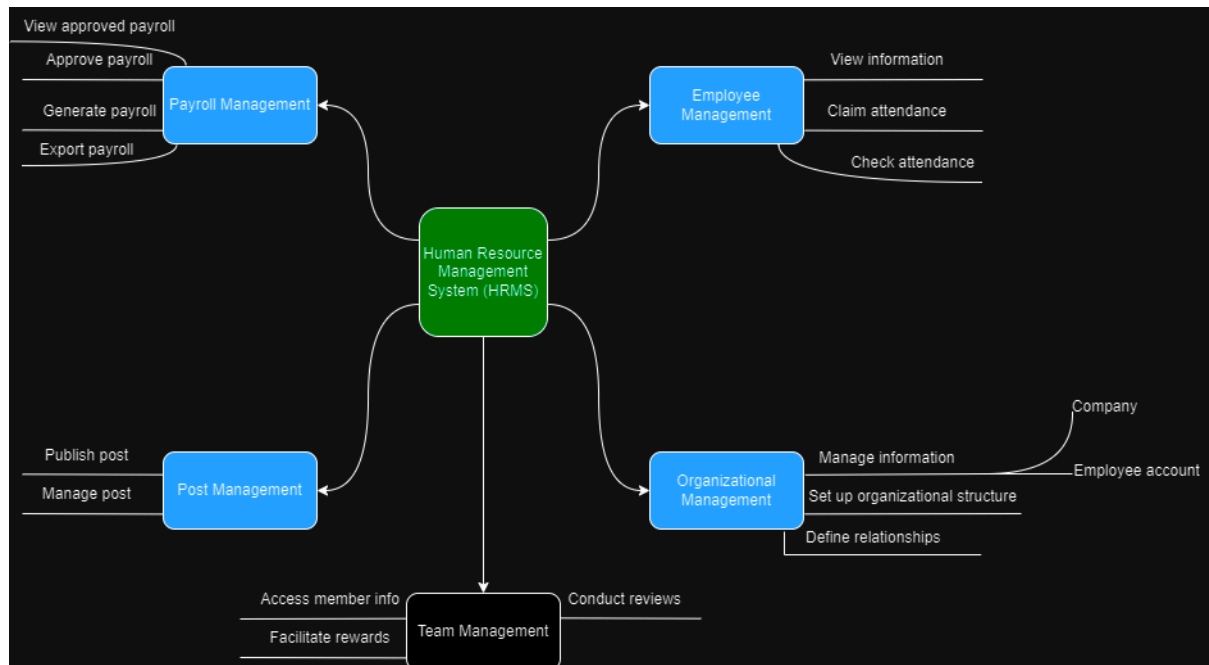 View approved payroll
Approve payroll
Generate payroll
Export payroll
Payroll Management
Employee
Management
View information
Claim attendance
Check attendance
Human Resource
Management
System (HRMS)
Publish post
Manage post
Post Management
Organizational
Management
Manage information
Company
Employee account
Set up organizational structure
Define relationships
Access member info
Facilitate rewards
Team Management
Conduct reviews